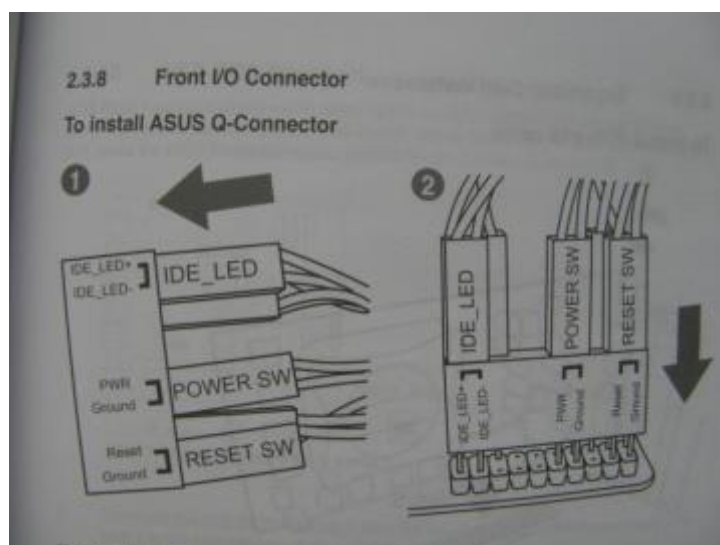 2.3.8 Front I/O Connector
To install ASUS Q-Connector
1
IDE_LED+
IDE_LED-
IDE_LED
PWR
Ground
POWER SW
Reset
Ground
RESET SW
2
IDE_LED
POWER SW
RESET SW
IDE_LED+
IDE_LED-
PWR
Ground
Reset
Ground